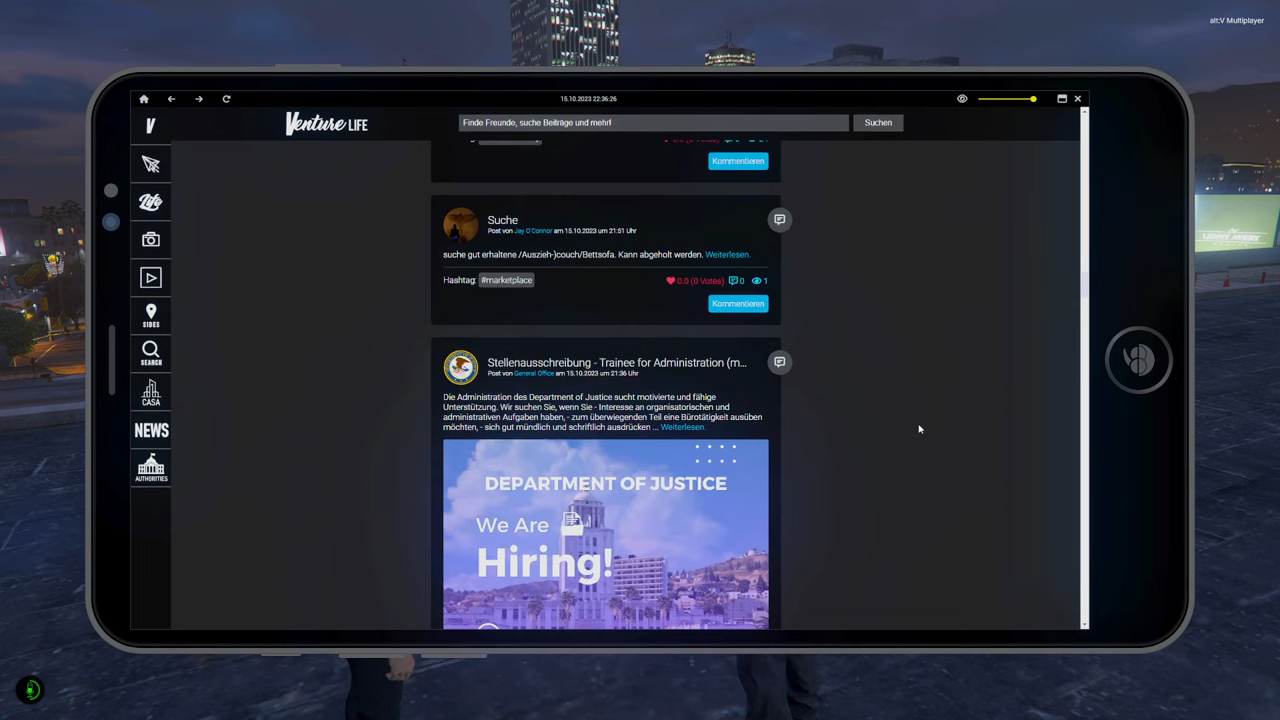 alt:V Multiplayer
15.10.2023 22:36:26
V
Venture LIFE
Finde Freunde, suche Beiträge und mehr!
Suchen
Kommentieren
Life
SIDES
SEARCH
CASA
NEWS
AUTHORITIES
Suche
Post von Jay O'Connor am 15.10.2023 um 21:51 Uhr
suche gut erhaltene /Auszieh-)couch/Bettsofa. Kann abgeholt werden. Weiterlesen.
Hashtag: #marketplace
0.0 (0 Votes) 0 1
Kommentieren
Stellenausschreibung - Trainee for Administration (m...
Post von General Office am 15.10.2023 um 21:36 Uhr
Die Administration des Department of Justice sucht motivierte und fähige
Unterstützung. Wir suchen Sie, wenn Sie - Interesse an organisatorischen und
administrativen Aufgaben haben, - zum überwiegenden Teil eine Bürotätigkeit ausüben
möchten, - sich gut mündlich und schriftlich ausdrücken ... Weiterlesen.
DEPARTMENT OF JUSTICE
We Are
Hiring!